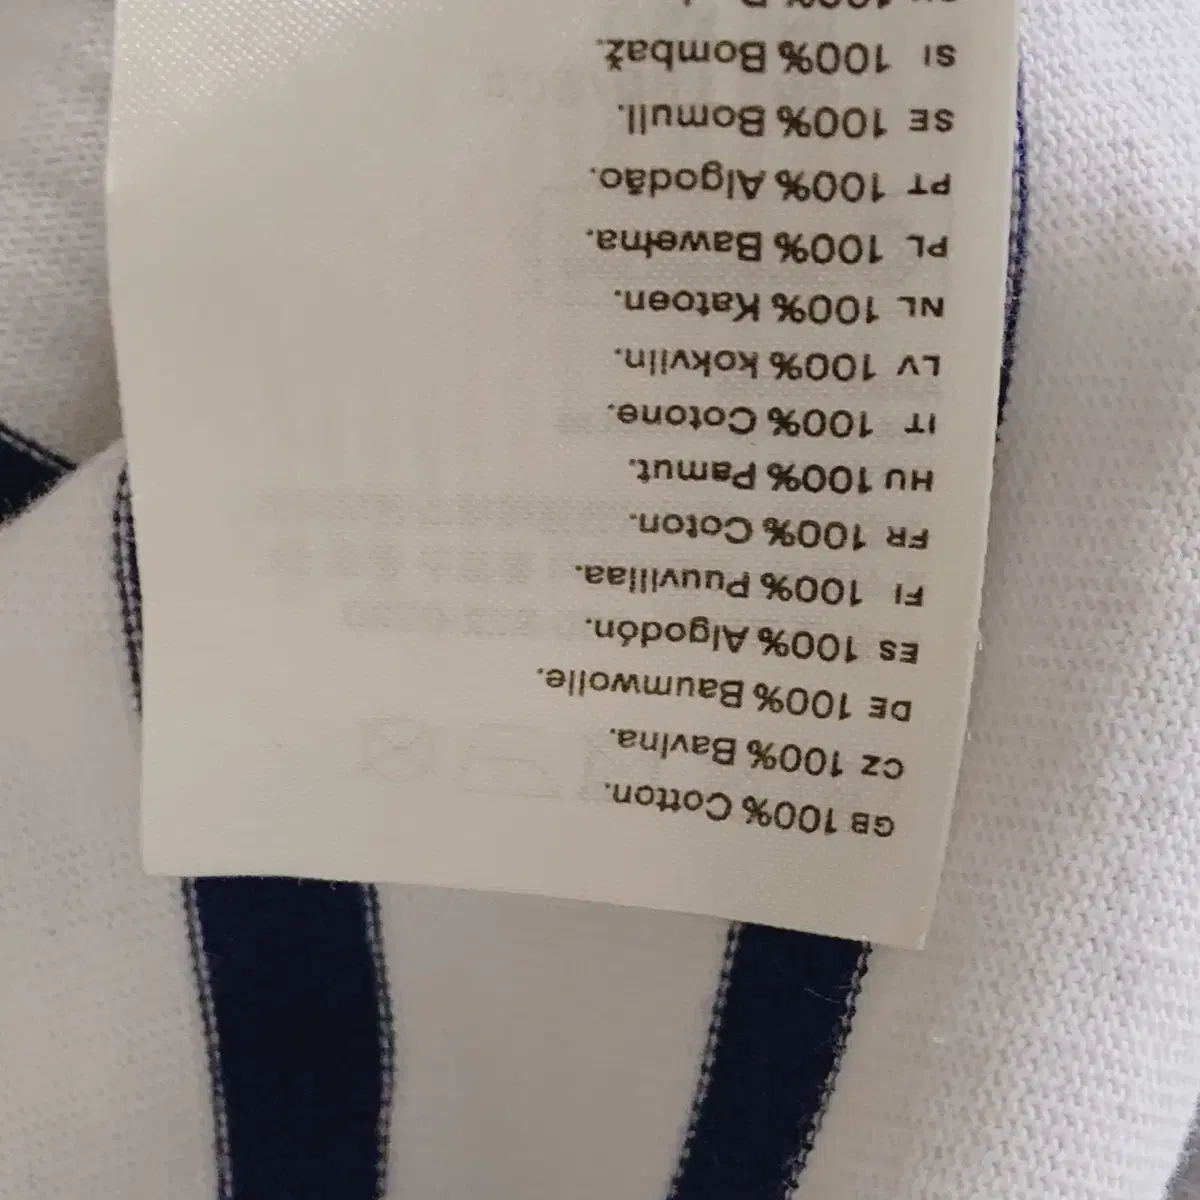 GB 100% Cotton.
CZ 100% Bavlna.
DE 100% Baumwolle.
ES 100% Algodón.
FI 100% Puuvillaa.
FR 100% Coton.
HU 100% Pamut.
IT 100% Cotone.
LV 100% kokviln.
NL 100% Katoen.
PL 100% Bawełna.
PT 100% Algodão.
SE 100% Bomull.
SI 100% Bombaž.
100%